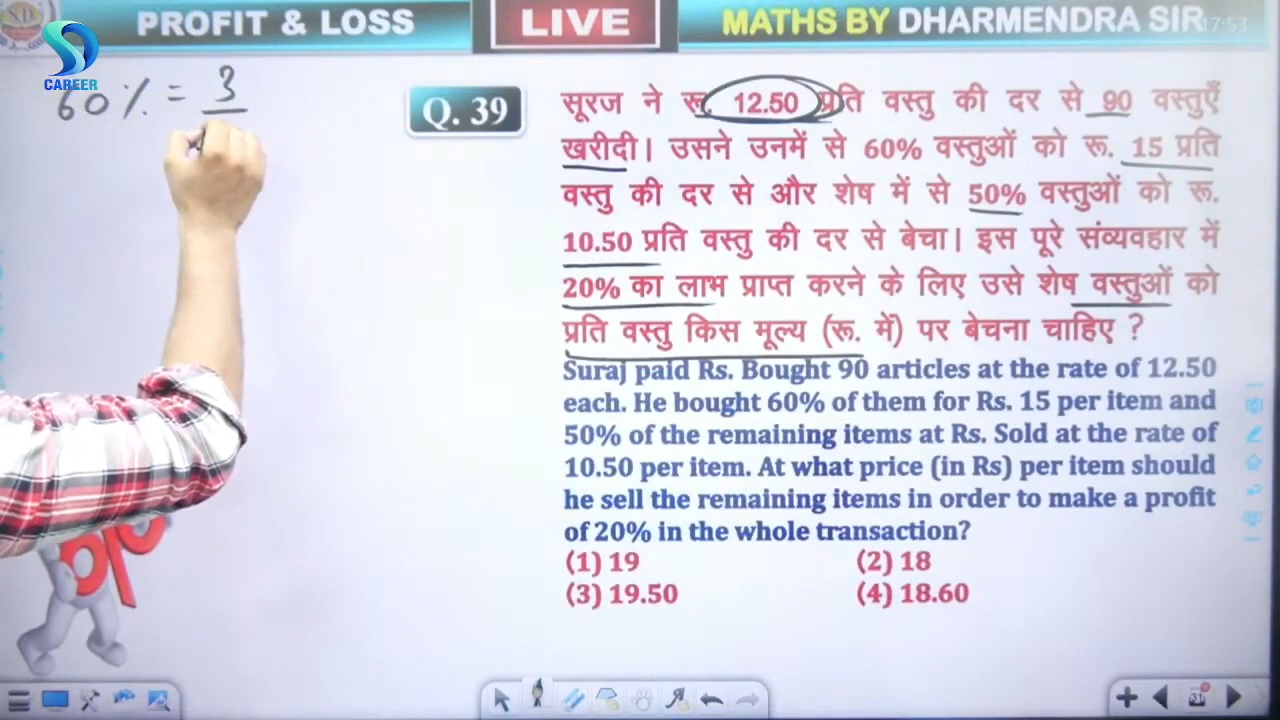 PROFIT & LOSS
LIVE
MATHS BY DHARMENDRA SIR
17:53
CAREER
60% = 3
Q. 39
सूरज ने रू. 12.50 प्रति वस्तु की दर से 90 वस्तुएँ
खरीदी। उसने उनमें से 60% वस्तुओं को रू. 15 प्रति
वस्तु की दर से और शेष में से 50% वस्तुओं को रू.
10.50 प्रति वस्तु की दर से बेचा। इस पूरे संव्यवहार में
20% का लाभ प्राप्त करने के लिए उसे शेष वस्तुओं को
प्रति वस्तु किस मूल्य (रू. में) पर बेचना चाहिए ?
Suraj paid Rs. Bought 90 articles at the rate of 12.50
each. He bought 60% of them for Rs. 15 per item and
50% of the remaining items at Rs. Sold at the rate of
10.50 per item. At what price (in Rs) per item should
he sell the remaining items in order to make a profit
of 20% in the whole transaction?
(1) 19 (2) 18
(3) 19.50 (4) 18.60